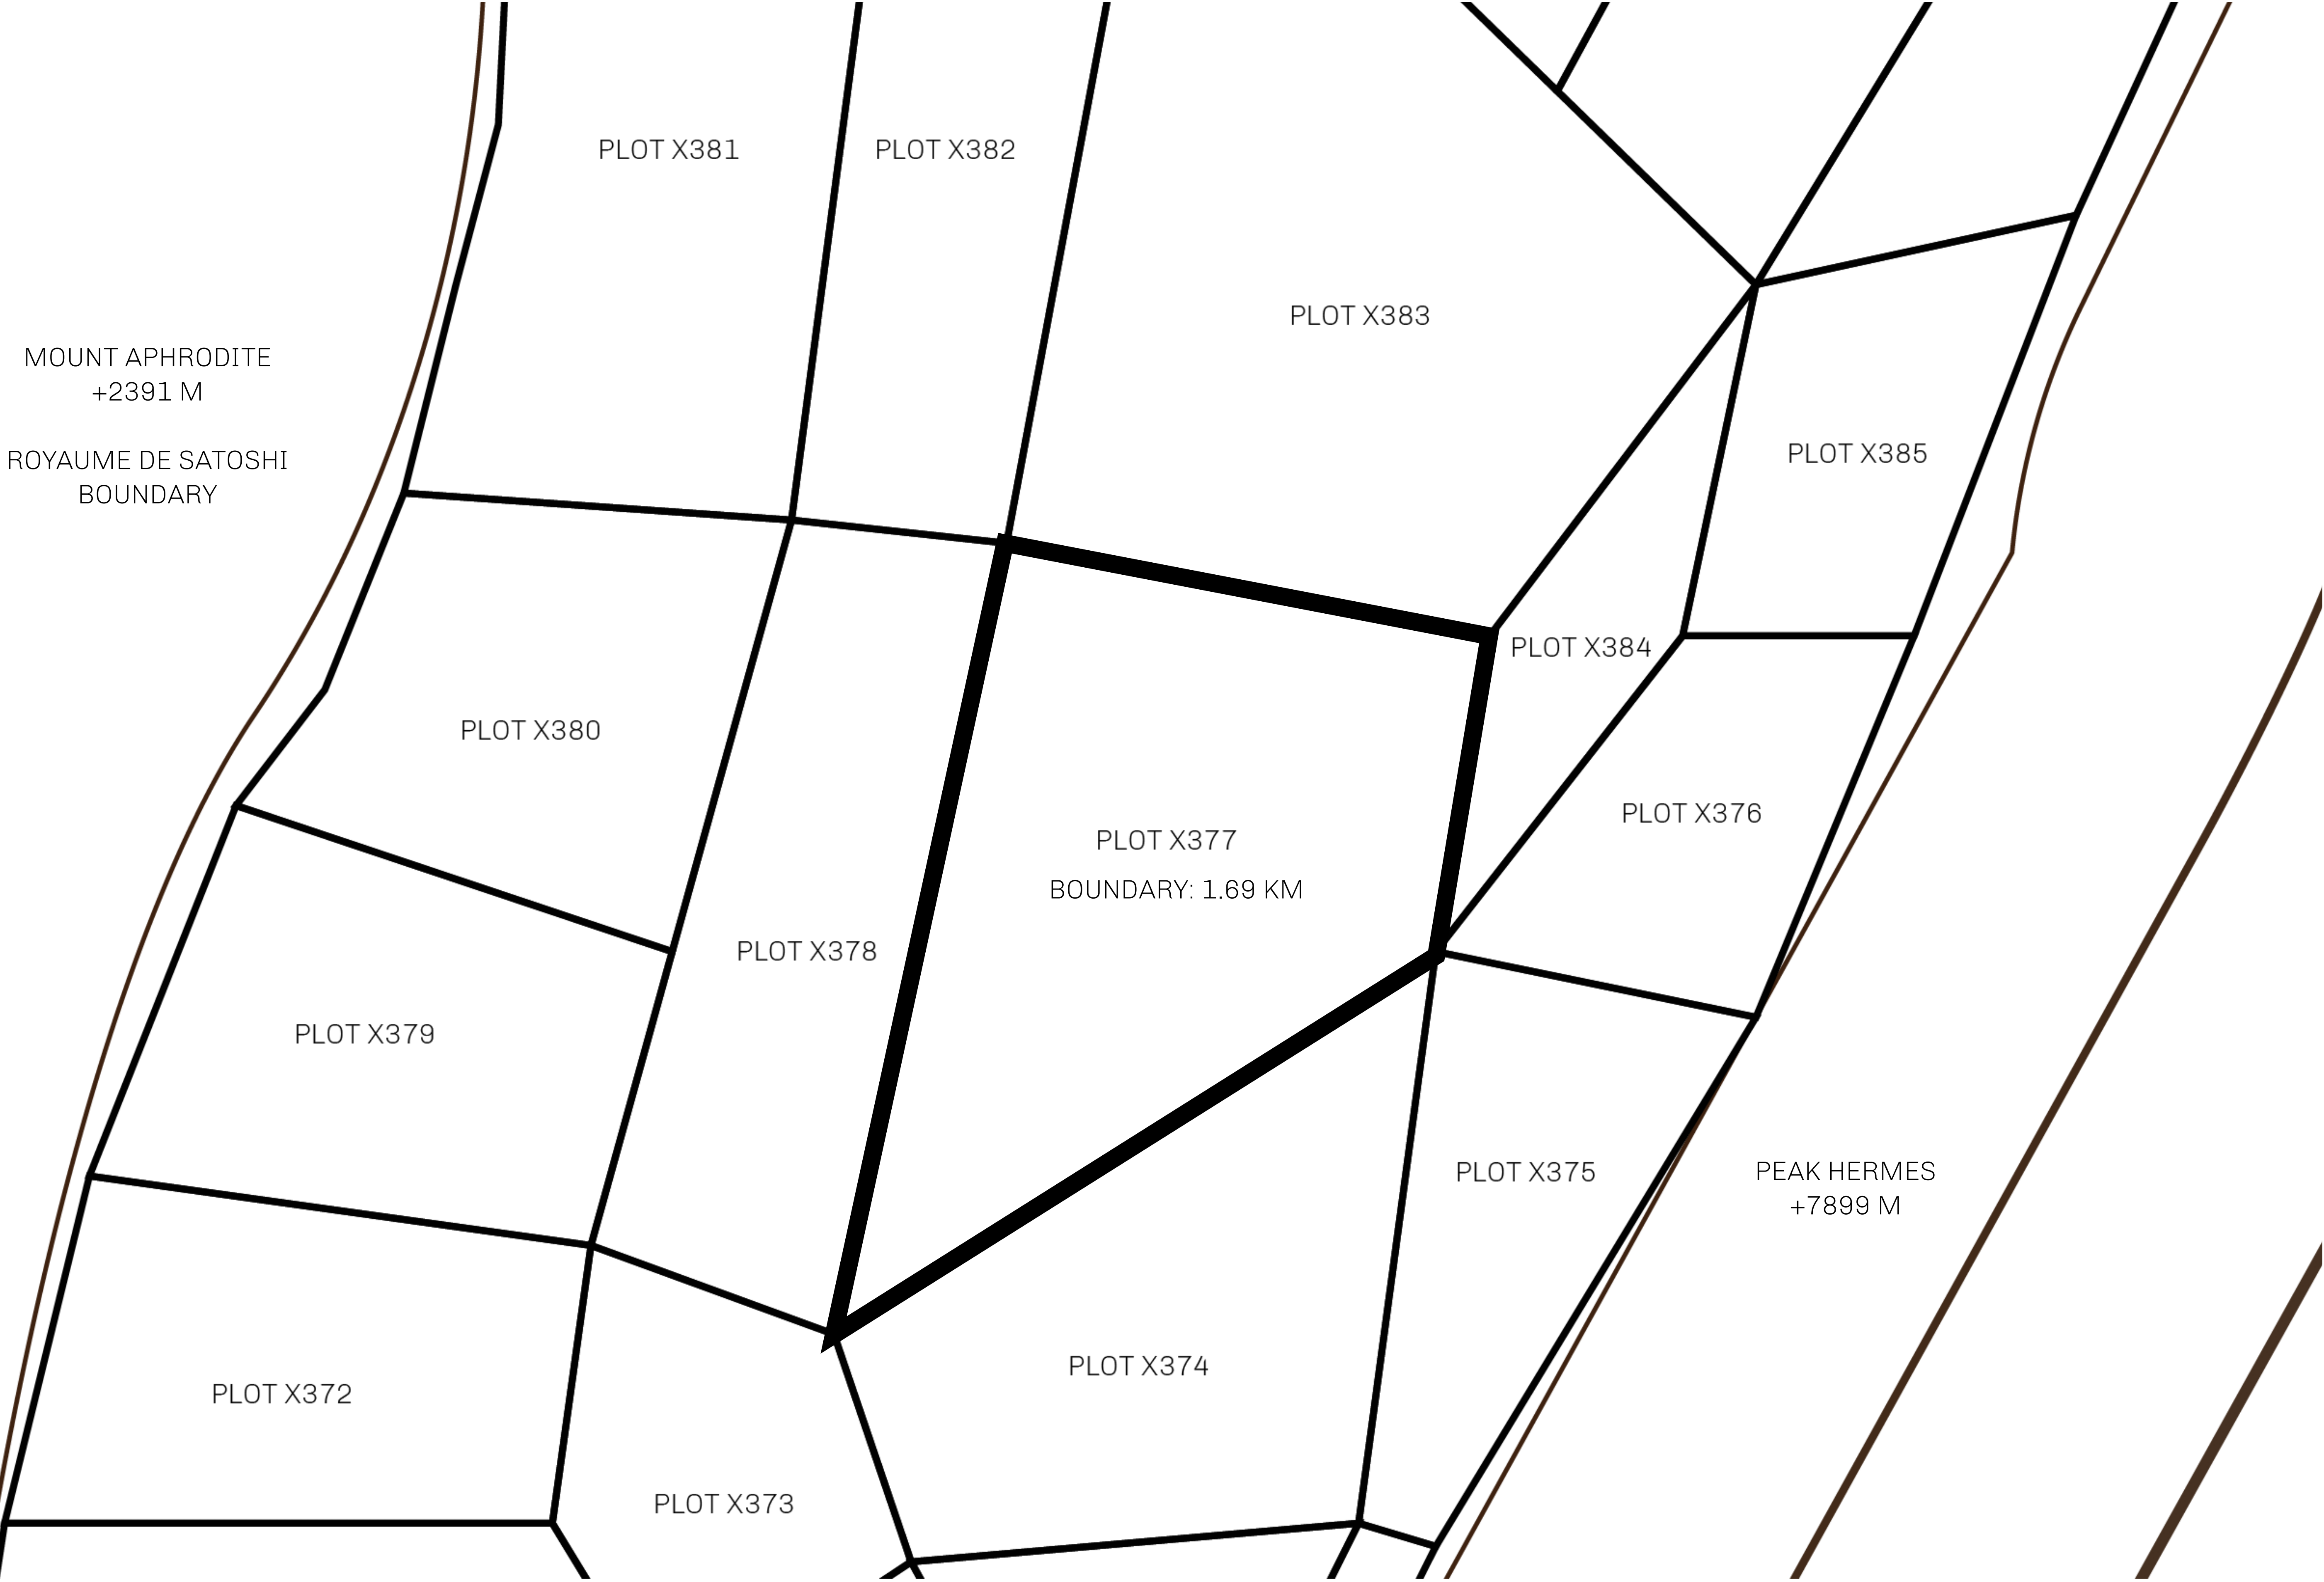 PLOT X381
PLOT X382
PLOT X383
MOUNT APHRODITE
+2391 M
ROYAUME DE SATOSHI
BOUNDARY
PLOT X385
PLOT X384
PLOT X380
PLOT X376
PLOT X377
BOUNDARY: 1.69 KM
PLOT X378
PLOT X379
PLOT X375
PEAK HERMES
+7899 M
PLOT X374
PLOT X372
PLOT X373